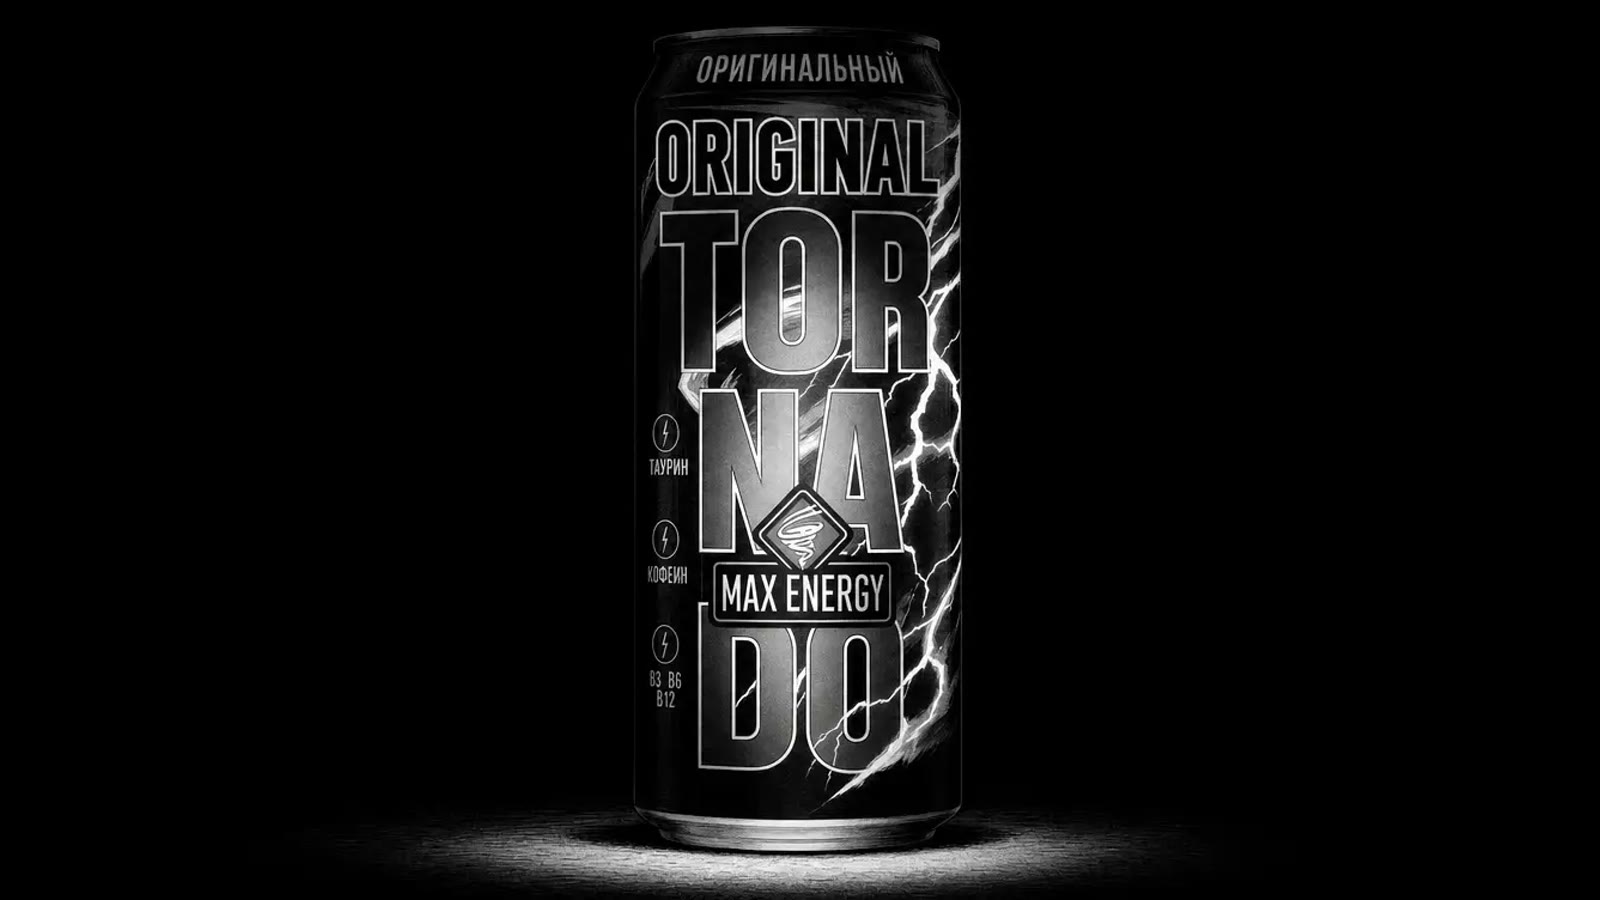 ОРИГИНАЛЬНЫЙ
ORIGINAL
TOR
NA
ТАУРИН
КОФЕИН
MAX ENERGY
DO
B3 B6
B12